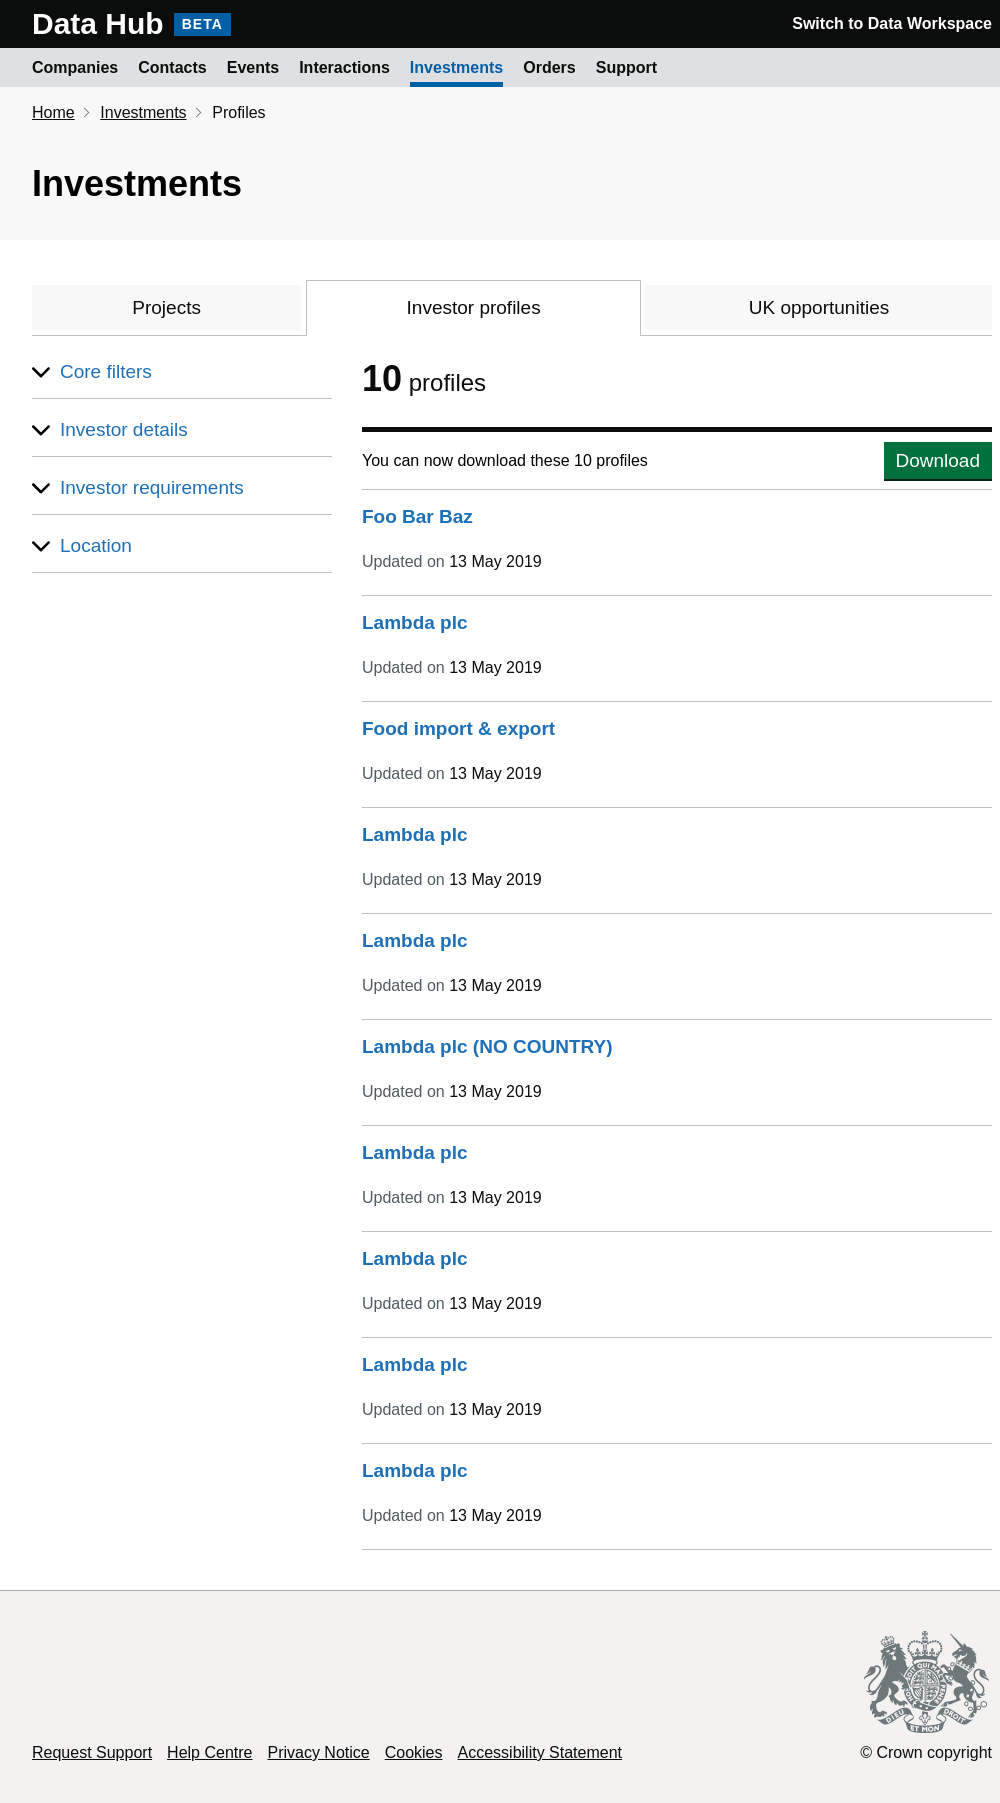 Data Hub BETA Switch to Data Workspace
Companies Contacts Events Interactions Investments Orders Support
Home Investments Profiles
Investments
Projects Investor profiles UK opportunities
Core filters
Investor details
Investor requirements
Location
10 profiles
You can now download these 10 profiles Download
Foo Bar Baz
Updated on 13 May 2019
Lambda plc
Updated on 13 May 2019
Food import & export
Updated on 13 May 2019
Lambda plc
Updated on 13 May 2019
Lambda plc
Updated on 13 May 2019
Lambda plc (NO COUNTRY)
Updated on 13 May 2019
Lambda plc
Updated on 13 May 2019
Lambda plc
Updated on 13 May 2019
Lambda plc
Updated on 13 May 2019
Lambda plc
Updated on 13 May 2019
DIEU ET MON DROIT
Request Support Help Centre Privacy Notice Cookies Accessibility Statement © Crown copyright